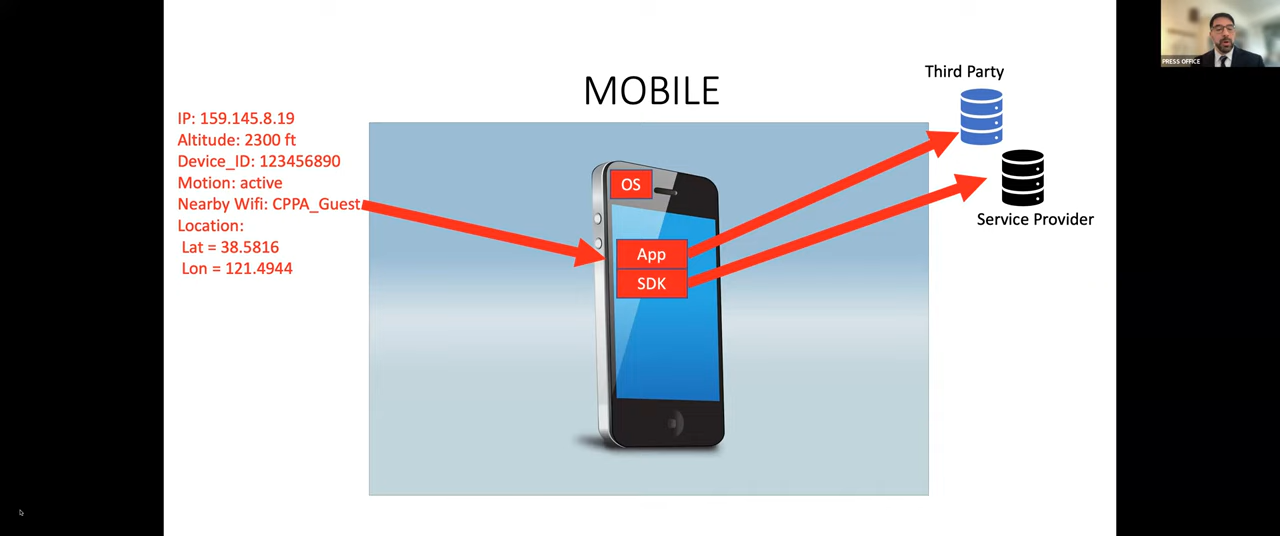 MOBILE
IP: 159.145.8.19
Altitude: 2300 ft
Device_ID: 123456890
Motion: active
Nearby Wifi: CPPA_Guest
Location:
Lat = 38.5816
Lon = 121.4944
OS
App
SDK
Third Party
Service Provider
PRESS OFFICE